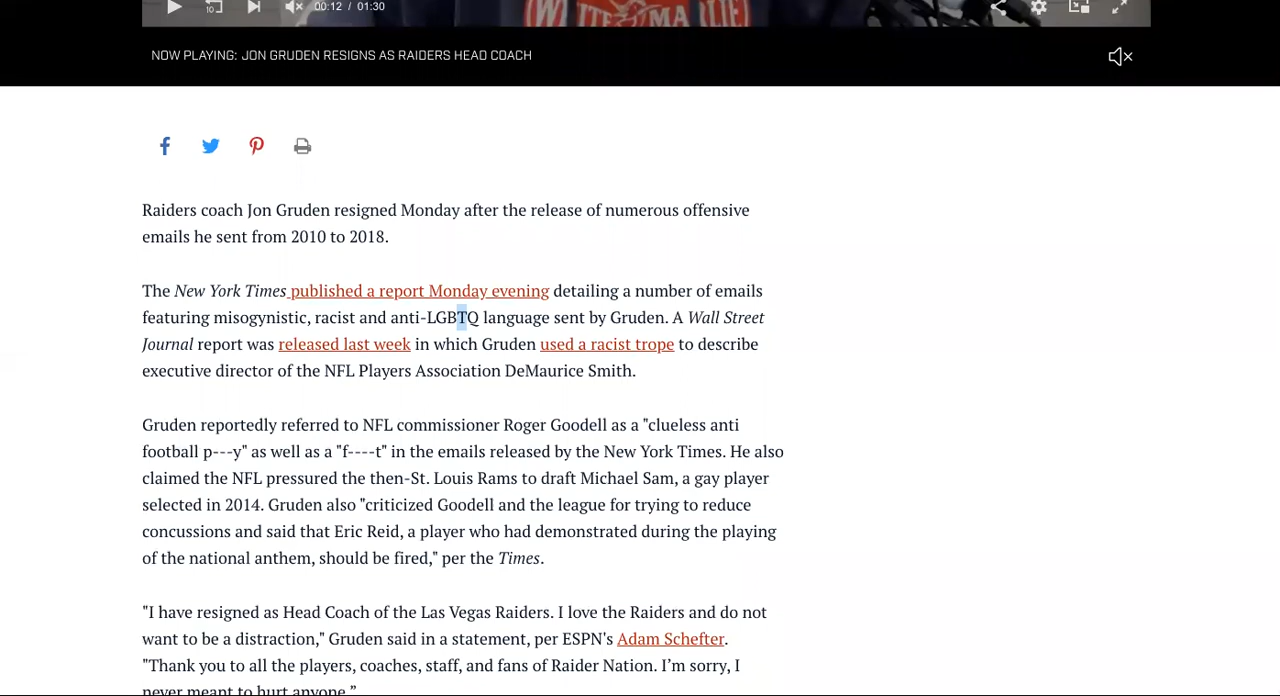 10
00:12 / 01:30
NOW PLAYING: JON GRUDEN RESIGNS AS RAIDERS HEAD COACH
Raiders coach Jon Gruden resigned Monday after the release of numerous offensive
emails he sent from 2010 to 2018.
The New York Times published a report Monday evening detailing a number of emails
featuring misogynistic, racist and anti-LGBTQ language sent by Gruden. A Wall Street
Journal report was released last week in which Gruden used a racist trope to describe
executive director of the NFL Players Association DeMaurice Smith.
Gruden reportedly referred to NFL commissioner Roger Goodell as a "clueless anti
football p---y" as well as a "f----t" in the emails released by the New York Times. He also
claimed the NFL pressured the then-St. Louis Rams to draft Michael Sam, a gay player
selected in 2014. Gruden also "criticized Goodell and the league for trying to reduce
concussions and said that Eric Reid, a player who had demonstrated during the playing
of the national anthem, should be fired," per the Times.
"I have resigned as Head Coach of the Las Vegas Raiders. I love the Raiders and do not
want to be a distraction," Gruden said in a statement, per ESPN's Adam Schefter.
"Thank you to all the players, coaches, staff, and fans of Raider Nation. I’m sorry, I
never meant to hurt anyone.”